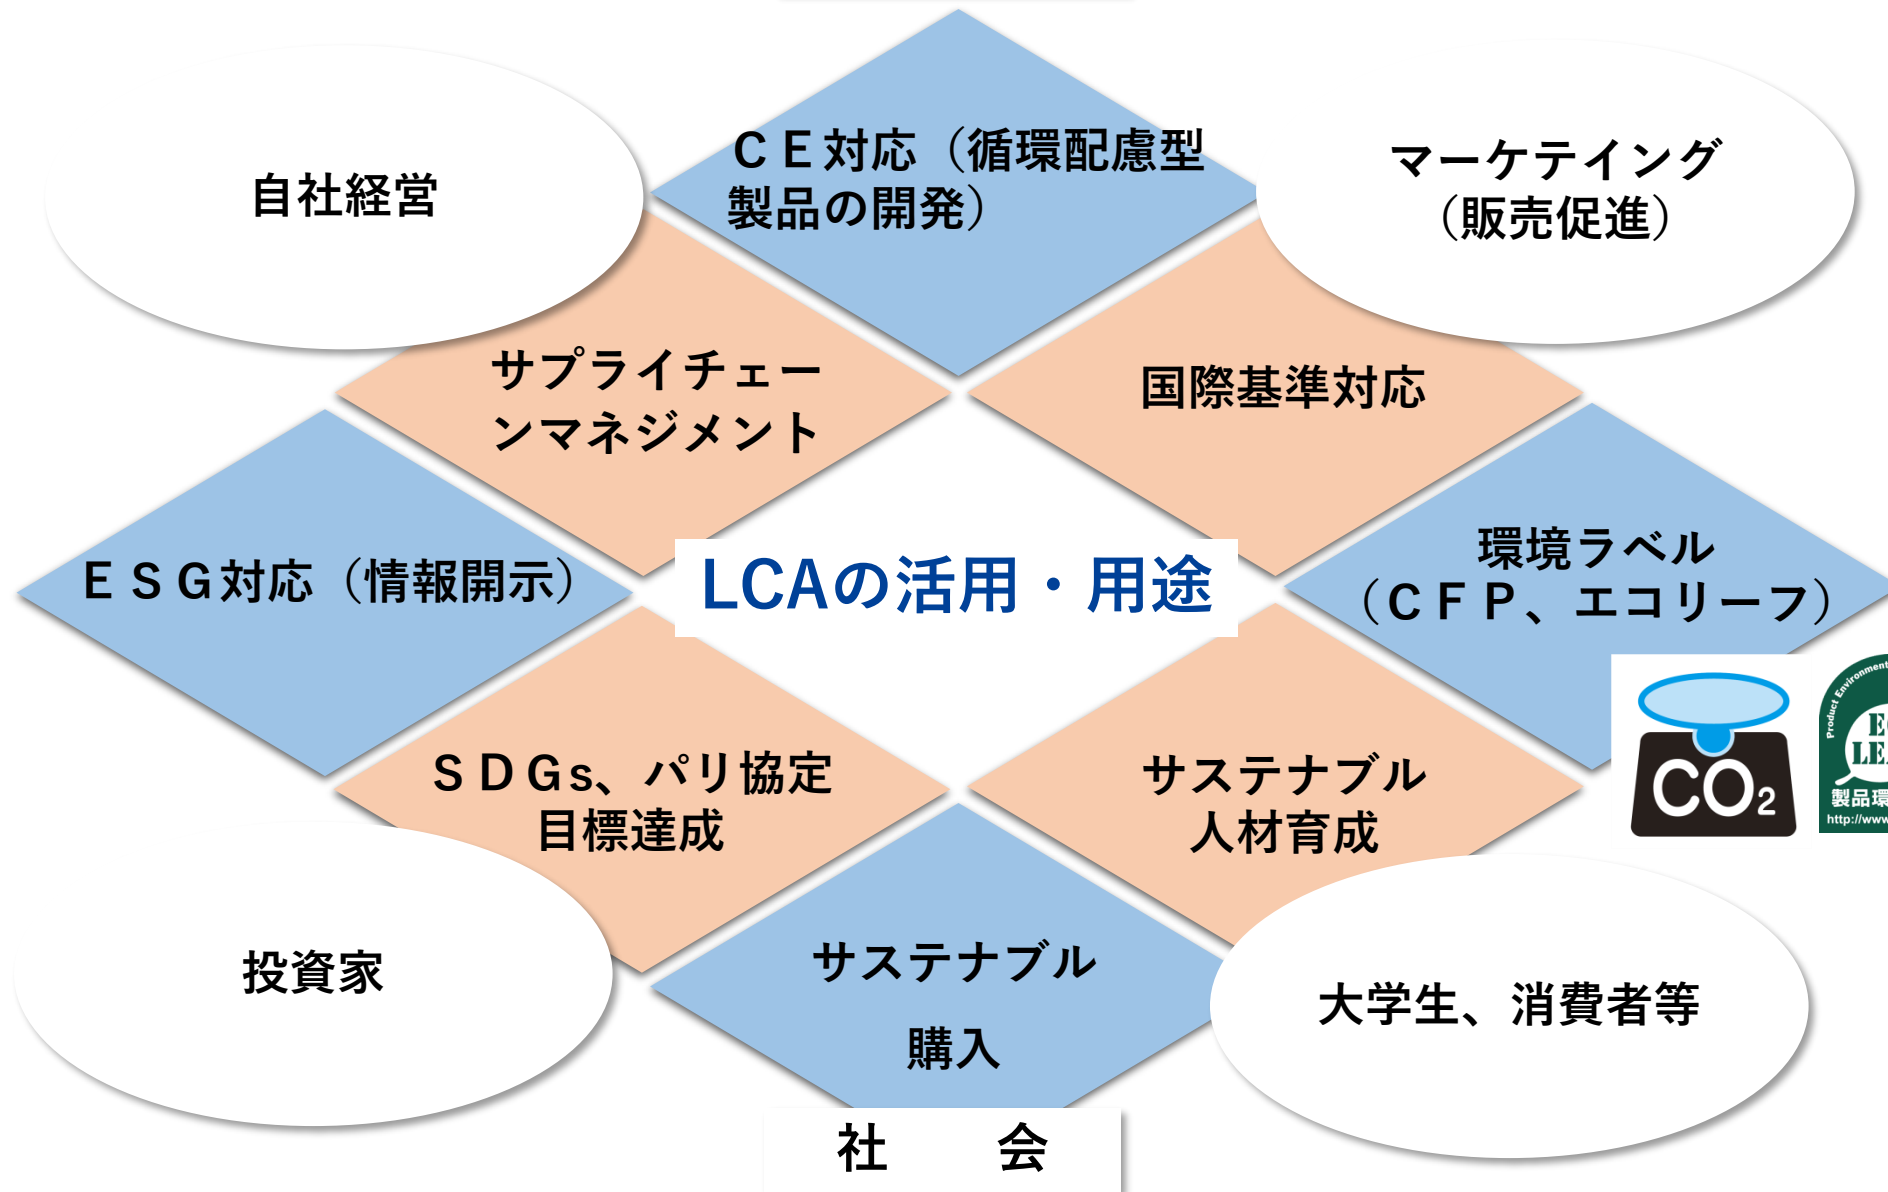 自社経営
ＣＥ対応（循環配慮型
製品の開発）
マーケテイング
（販売促進）
サプライチェー
ンマネジメント
国際基準対応
ＥＳＧ対応（情報開示）
LCAの活用・用途
環境ラベル
（ＣＦＰ、エコリーフ）
CO2
Product Environment
製品環
http://www
ＳＤＧs、パリ協定
目標達成
サステナブル
人材育成
投資家
サステナブル
購入
大学生、消費者等
社　　会